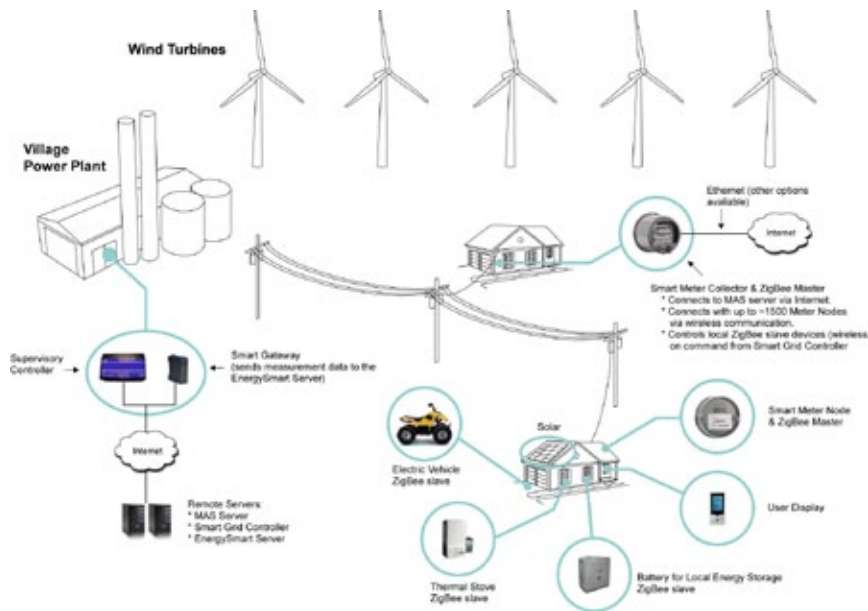 Wind Turbines
Village
Power Plant
Ethernet (other options
available)
Internet
Smart Meter Collector & ZigBee Master
* Connects to MAS server via Internet.
* Connects with up to ~1500 Meter Nodes
via wireless communication.
* Controls local ZigBee slave devices (wireless)
on command from Smart Grid Controller
Supervisory
Controller
Smart Gateway
(sends measurement data to the
EnergySmart Server)
Internet
Remote Servers:
* MAS Server
* Smart Grid Controller
* EnergySmart Server
Solar
Electric Vehicle
ZigBee slave
Smart Meter Node
& ZigBee Master
User Display
Thermal Stove
ZigBee slave
Battery for Local Energy Storage
ZigBee slave